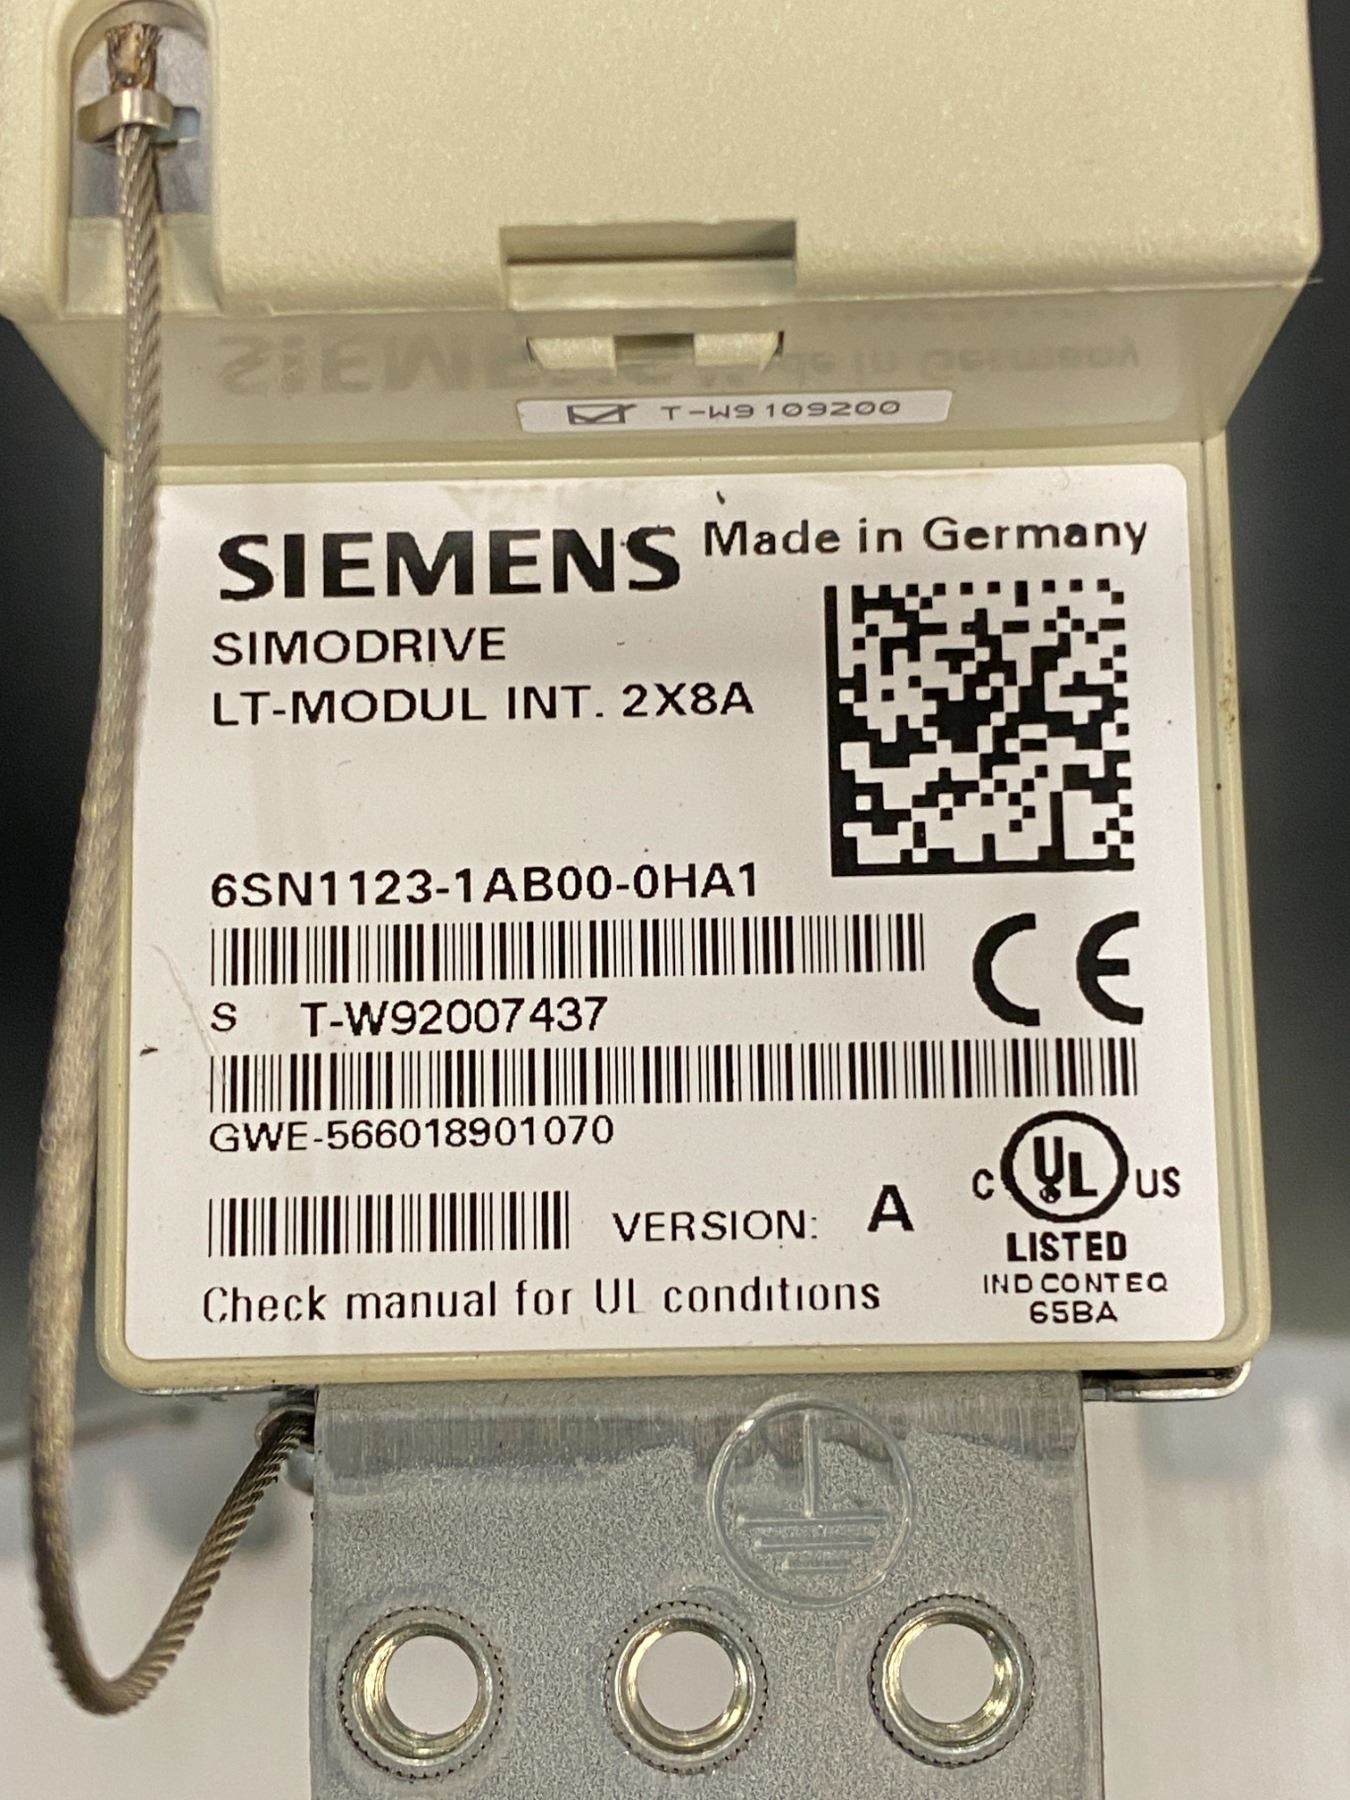 T-W9109200
SIEMENS Made in Germany
SIMODRIVE
LT-MODUL INT. 2X8A
6SN1123-1AB00-0HA1
S T-W92007437
GWE-566018901070
VERSION: A
Check manual for UL conditions
CE
C UL US
LISTED
IND CONT EQ
65BA